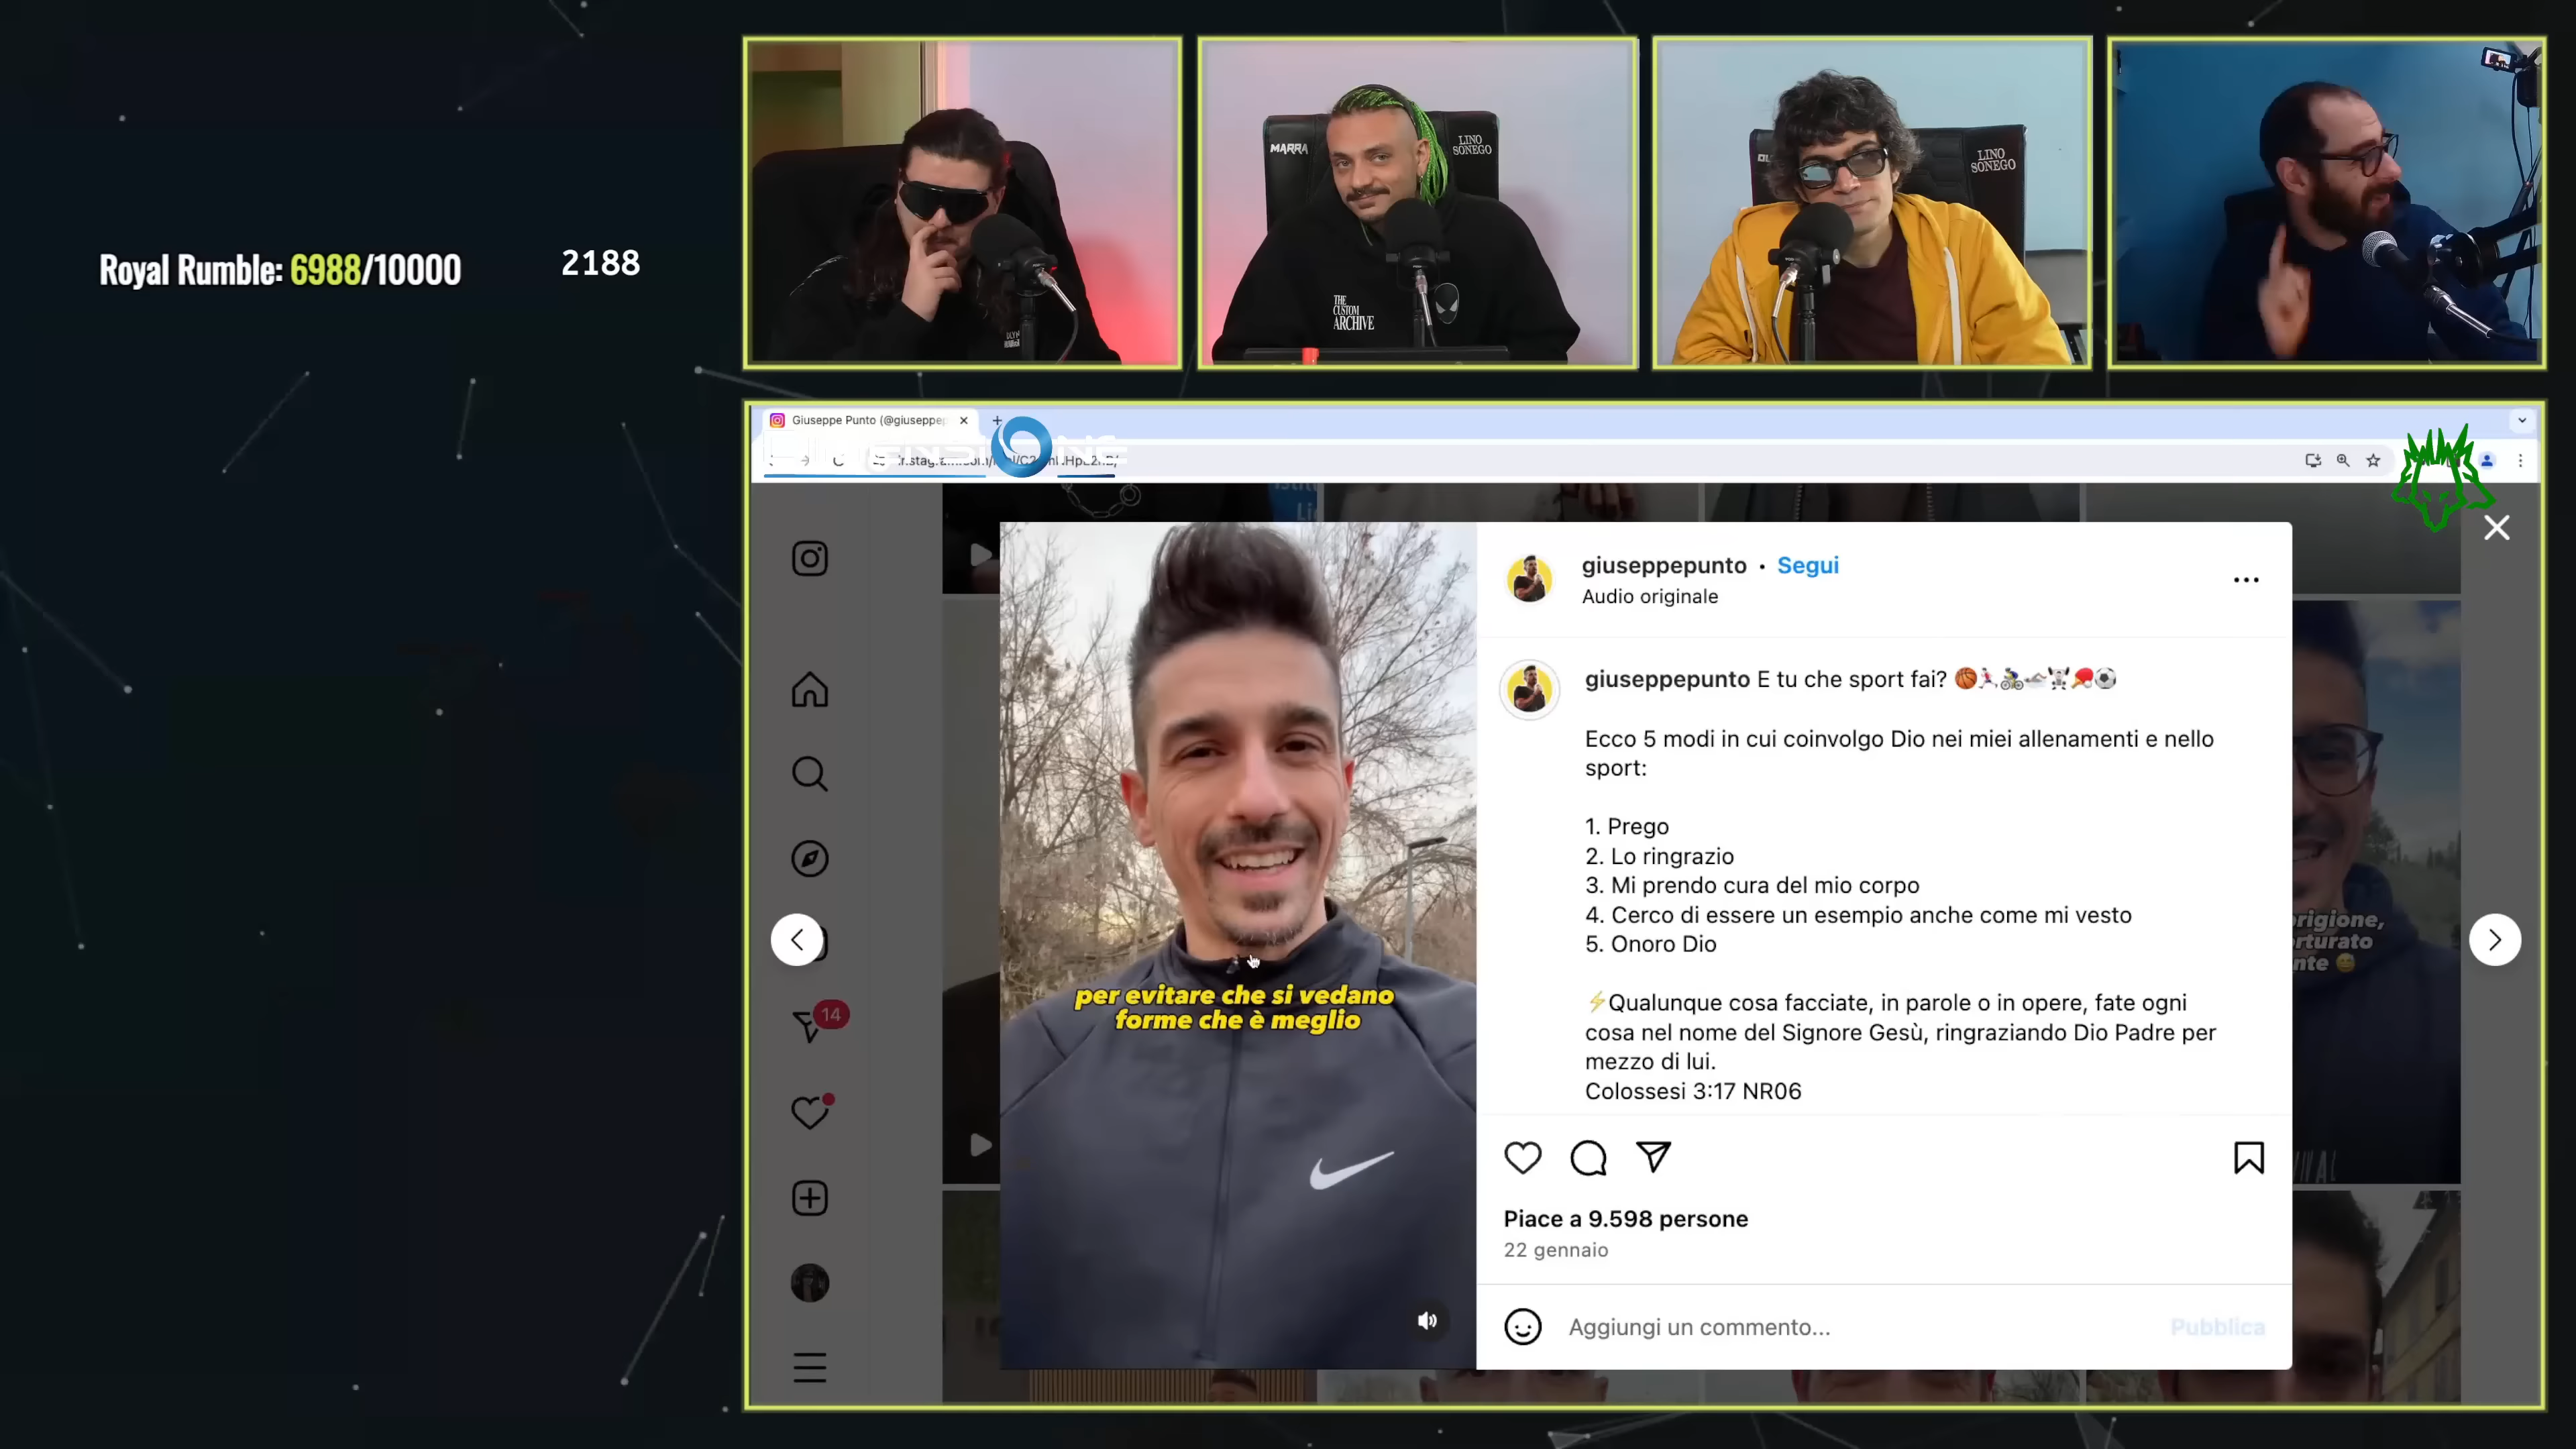 Royal Rumble: 6988/10000
2188
MARRA
LINO
SONEGO
LINO
SONEGO
THE
CUSTOM
ARCHIVE
Giuseppe Punto (@giuseppep
giuseppepunto • Segui
Audio originale
giuseppepunto E tu che sport fai? 🏀🏃🚴🏊🏋️🏓⚽
Ecco 5 modi in cui coinvolgo Dio nei miei allenamenti e nello
sport:
1. Prego
2. Lo ringrazio
3. Mi prendo cura del mio corpo
4. Cerco di essere un esempio anche come mi vesto
5. Onoro Dio
⚡Qualunque cosa facciate, in parole o in opere, fate ogni
cosa nel nome del Signore Gesù, ringraziando Dio Padre per
mezzo di lui.
Colossesi 3:17 NR06
per evitare che si vedano
forme che è meglio
14
Piace a 9.598 persone
22 gennaio
Aggiungi un commento...
Pubblica